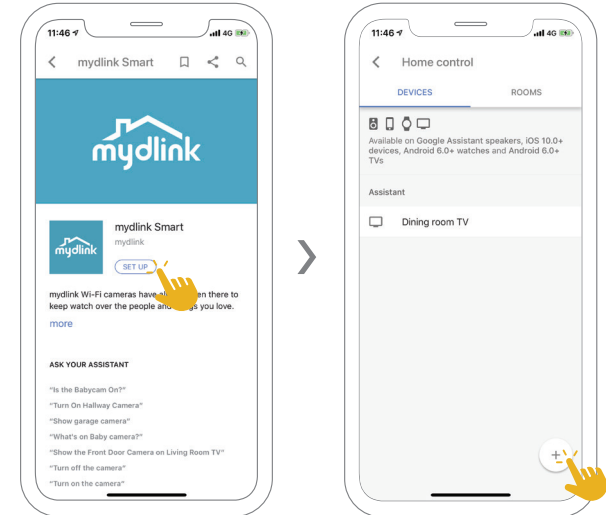 11:46
4G
mydlink Smart
mydlink
mydlink
mydlink Smart
mydlink
SET UP
mydlink Wi-Fi cameras have al en there to
keep watch over the people and gs you love.
more
ASK YOUR ASSISTANT
"Is the Babycam On?"
"Turn On Hallway Camera"
"Show garage camera"
"What's on Baby camera?"
"Show the Front Door Camera on Living Room TV"
"Turn off the camera"
"Turn on the camera"
11:46
4G
Home control
DEVICES
ROOMS
Available on Google Assistant speakers, iOS 10.0+
devices, Android 6.0+ watches and Android 6.0+
TVs
Assistant
Dining room TV